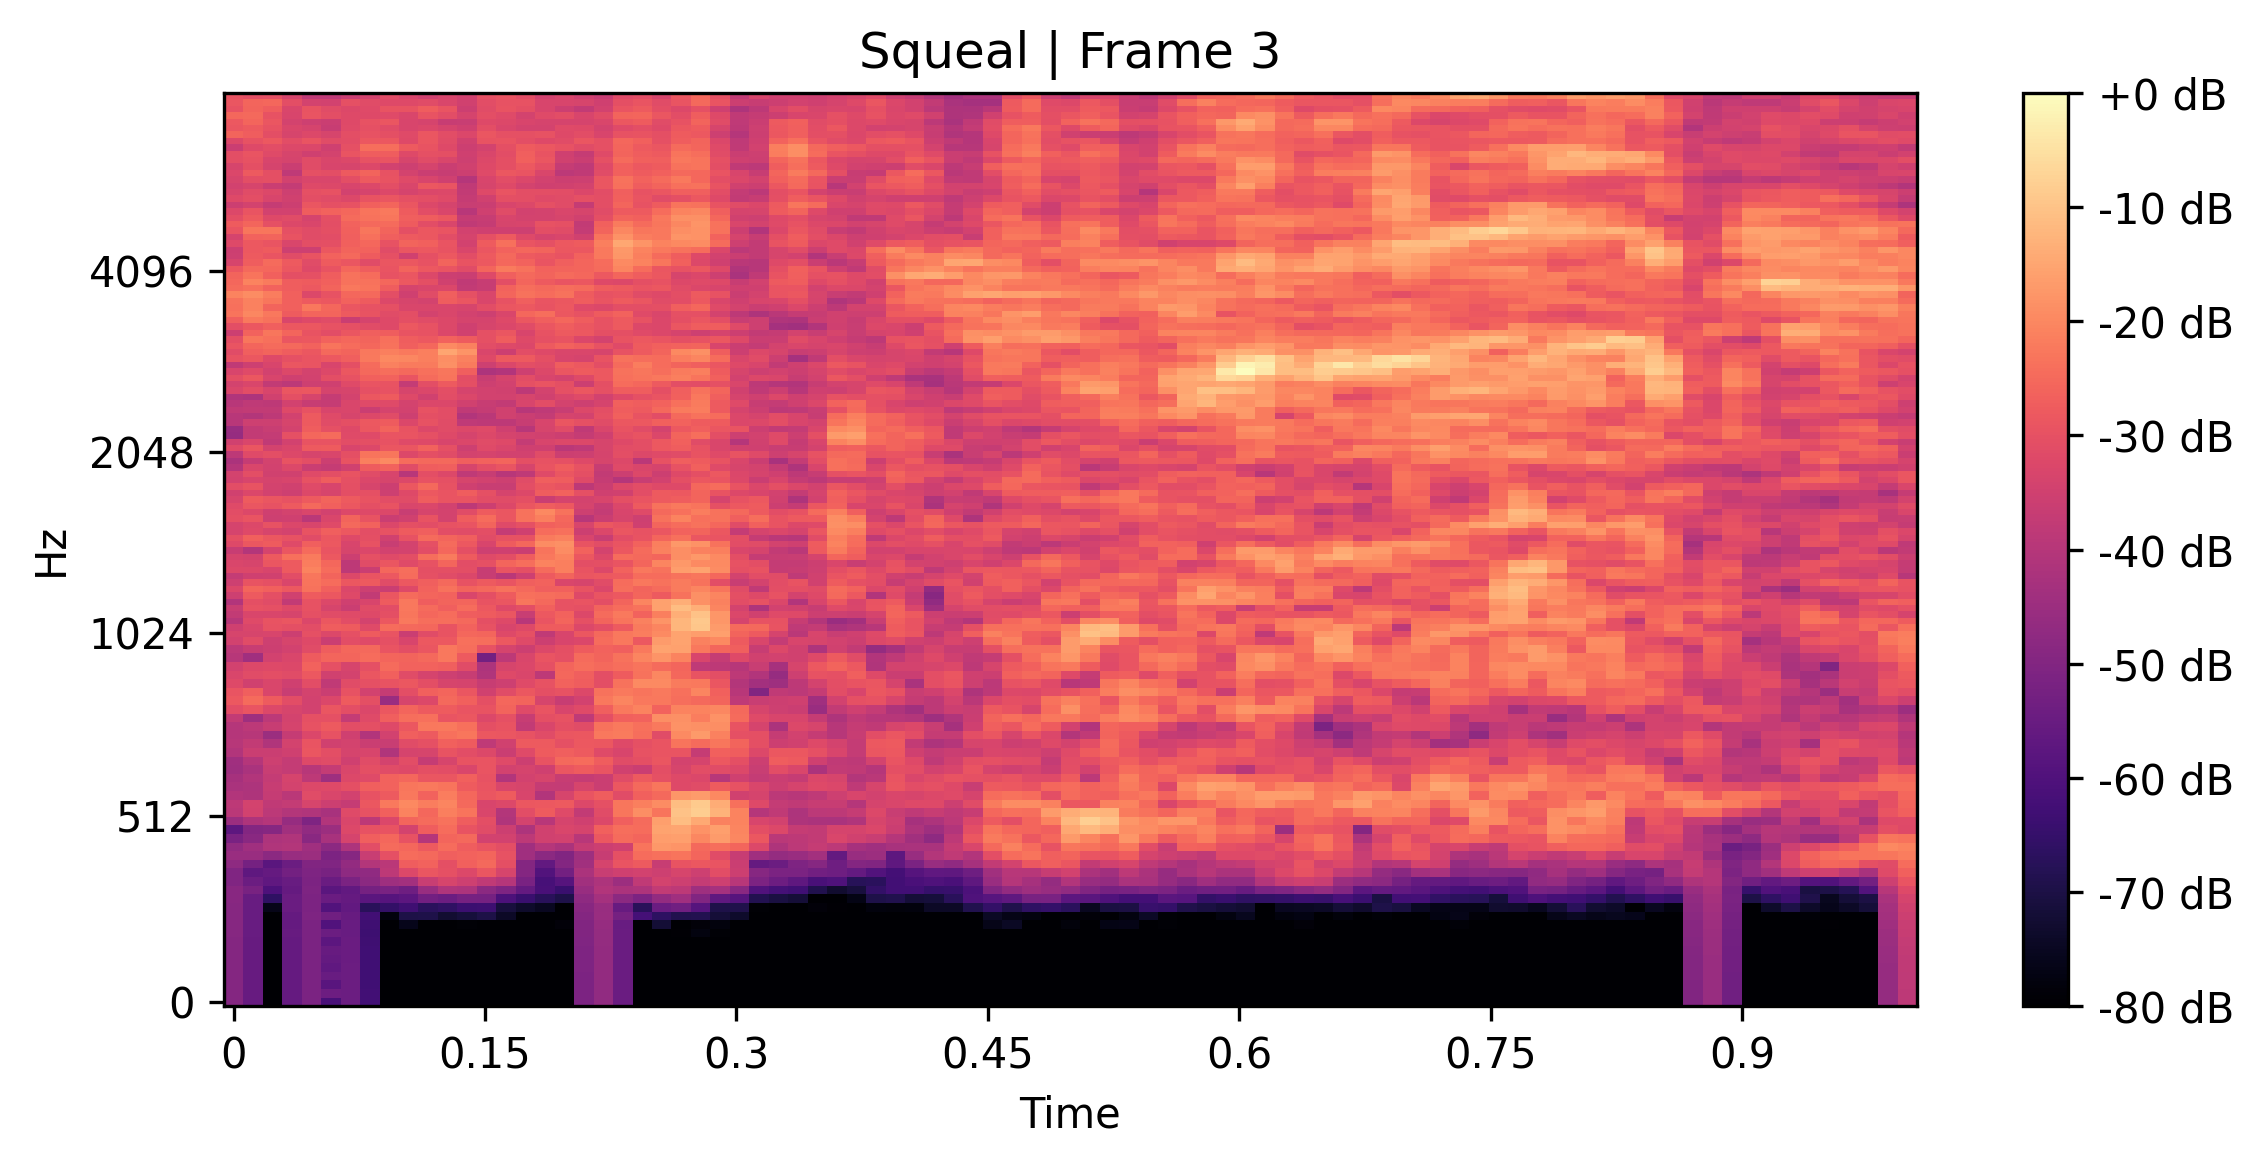 Squeal | Frame 3
+0 dB
-10 dB
-20 dB
-30 dB
-40 dB
-50 dB
-60 dB
-70 dB
-80 dB
Hz
4096
2048
1024
512
0
0 0.15 0.3 0.45 0.6 0.75 0.9
Time